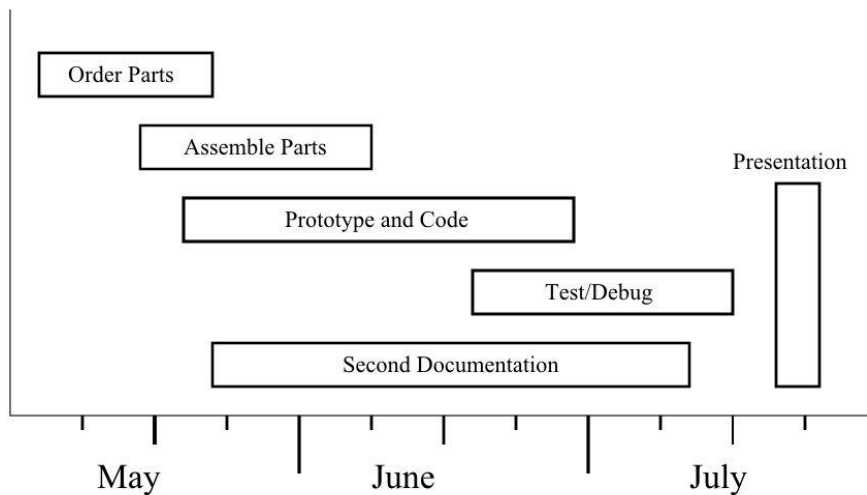 Order Parts
Assemble Parts
Presentation
Prototype and Code
Test/Debug
Second Documentation
May June July